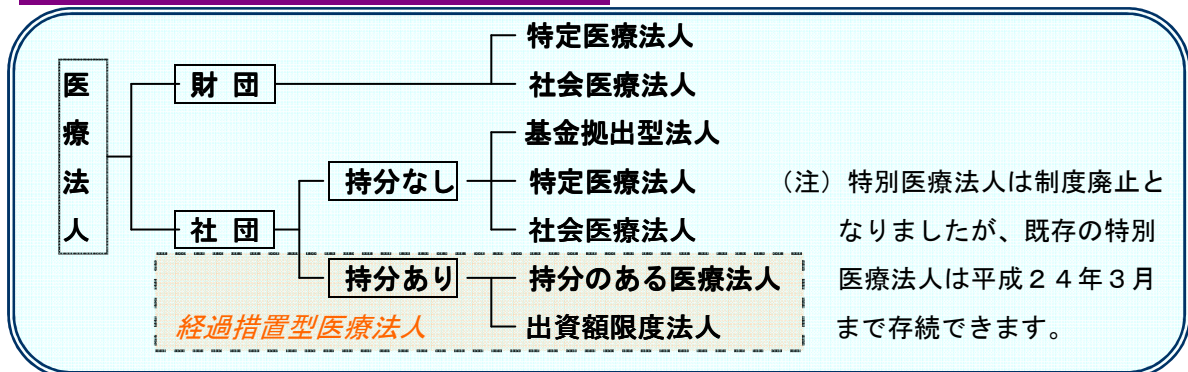 医療法人
財団
特定医療法人
社会医療法人
社団
持分なし
基金拠出型法人
特定医療法人
社会医療法人
持分あり
持分のある医療法人
出資額限度法人
経過措置型医療法人
（注）特別医療法人は制度廃止と
なりましたが、既存の特別
医療法人は平成２４年３月
まで存続できます。